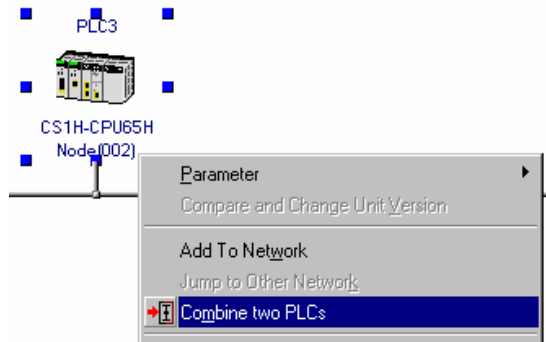 PLC3
CS1H-CPU65H
Node(002)
Parameter
Compare and Change Unit Version
Add To Network
Jump to Other Network
Combine two PLCs